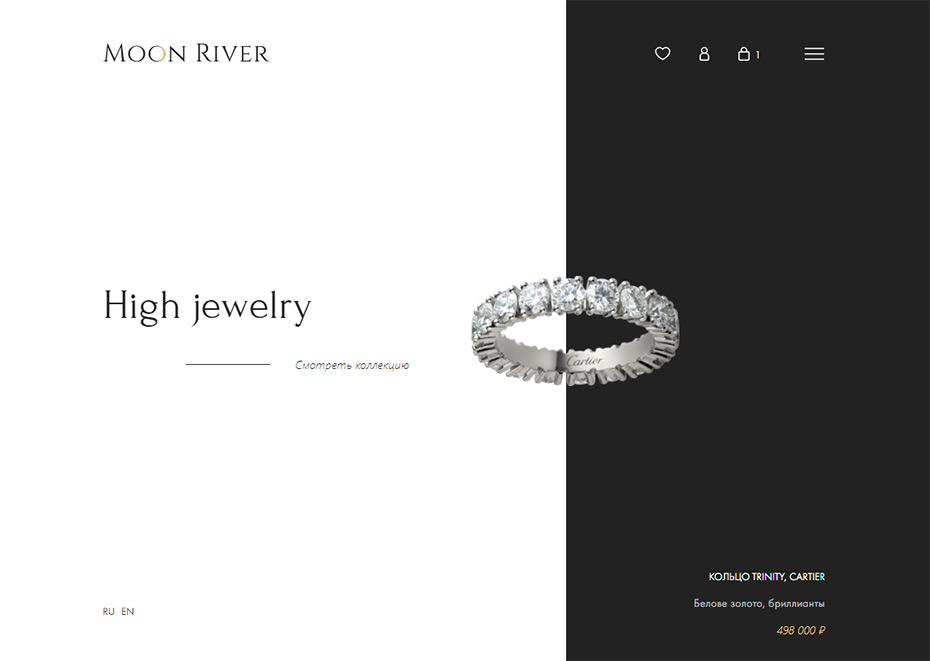 MOON RIVER
1
High jewelry
Смотреть коллекцию
Cartier
КОЛЬЦО TRINITY, CARTIER
Белове золото, бриллианты
498 000 ₽
RU EN